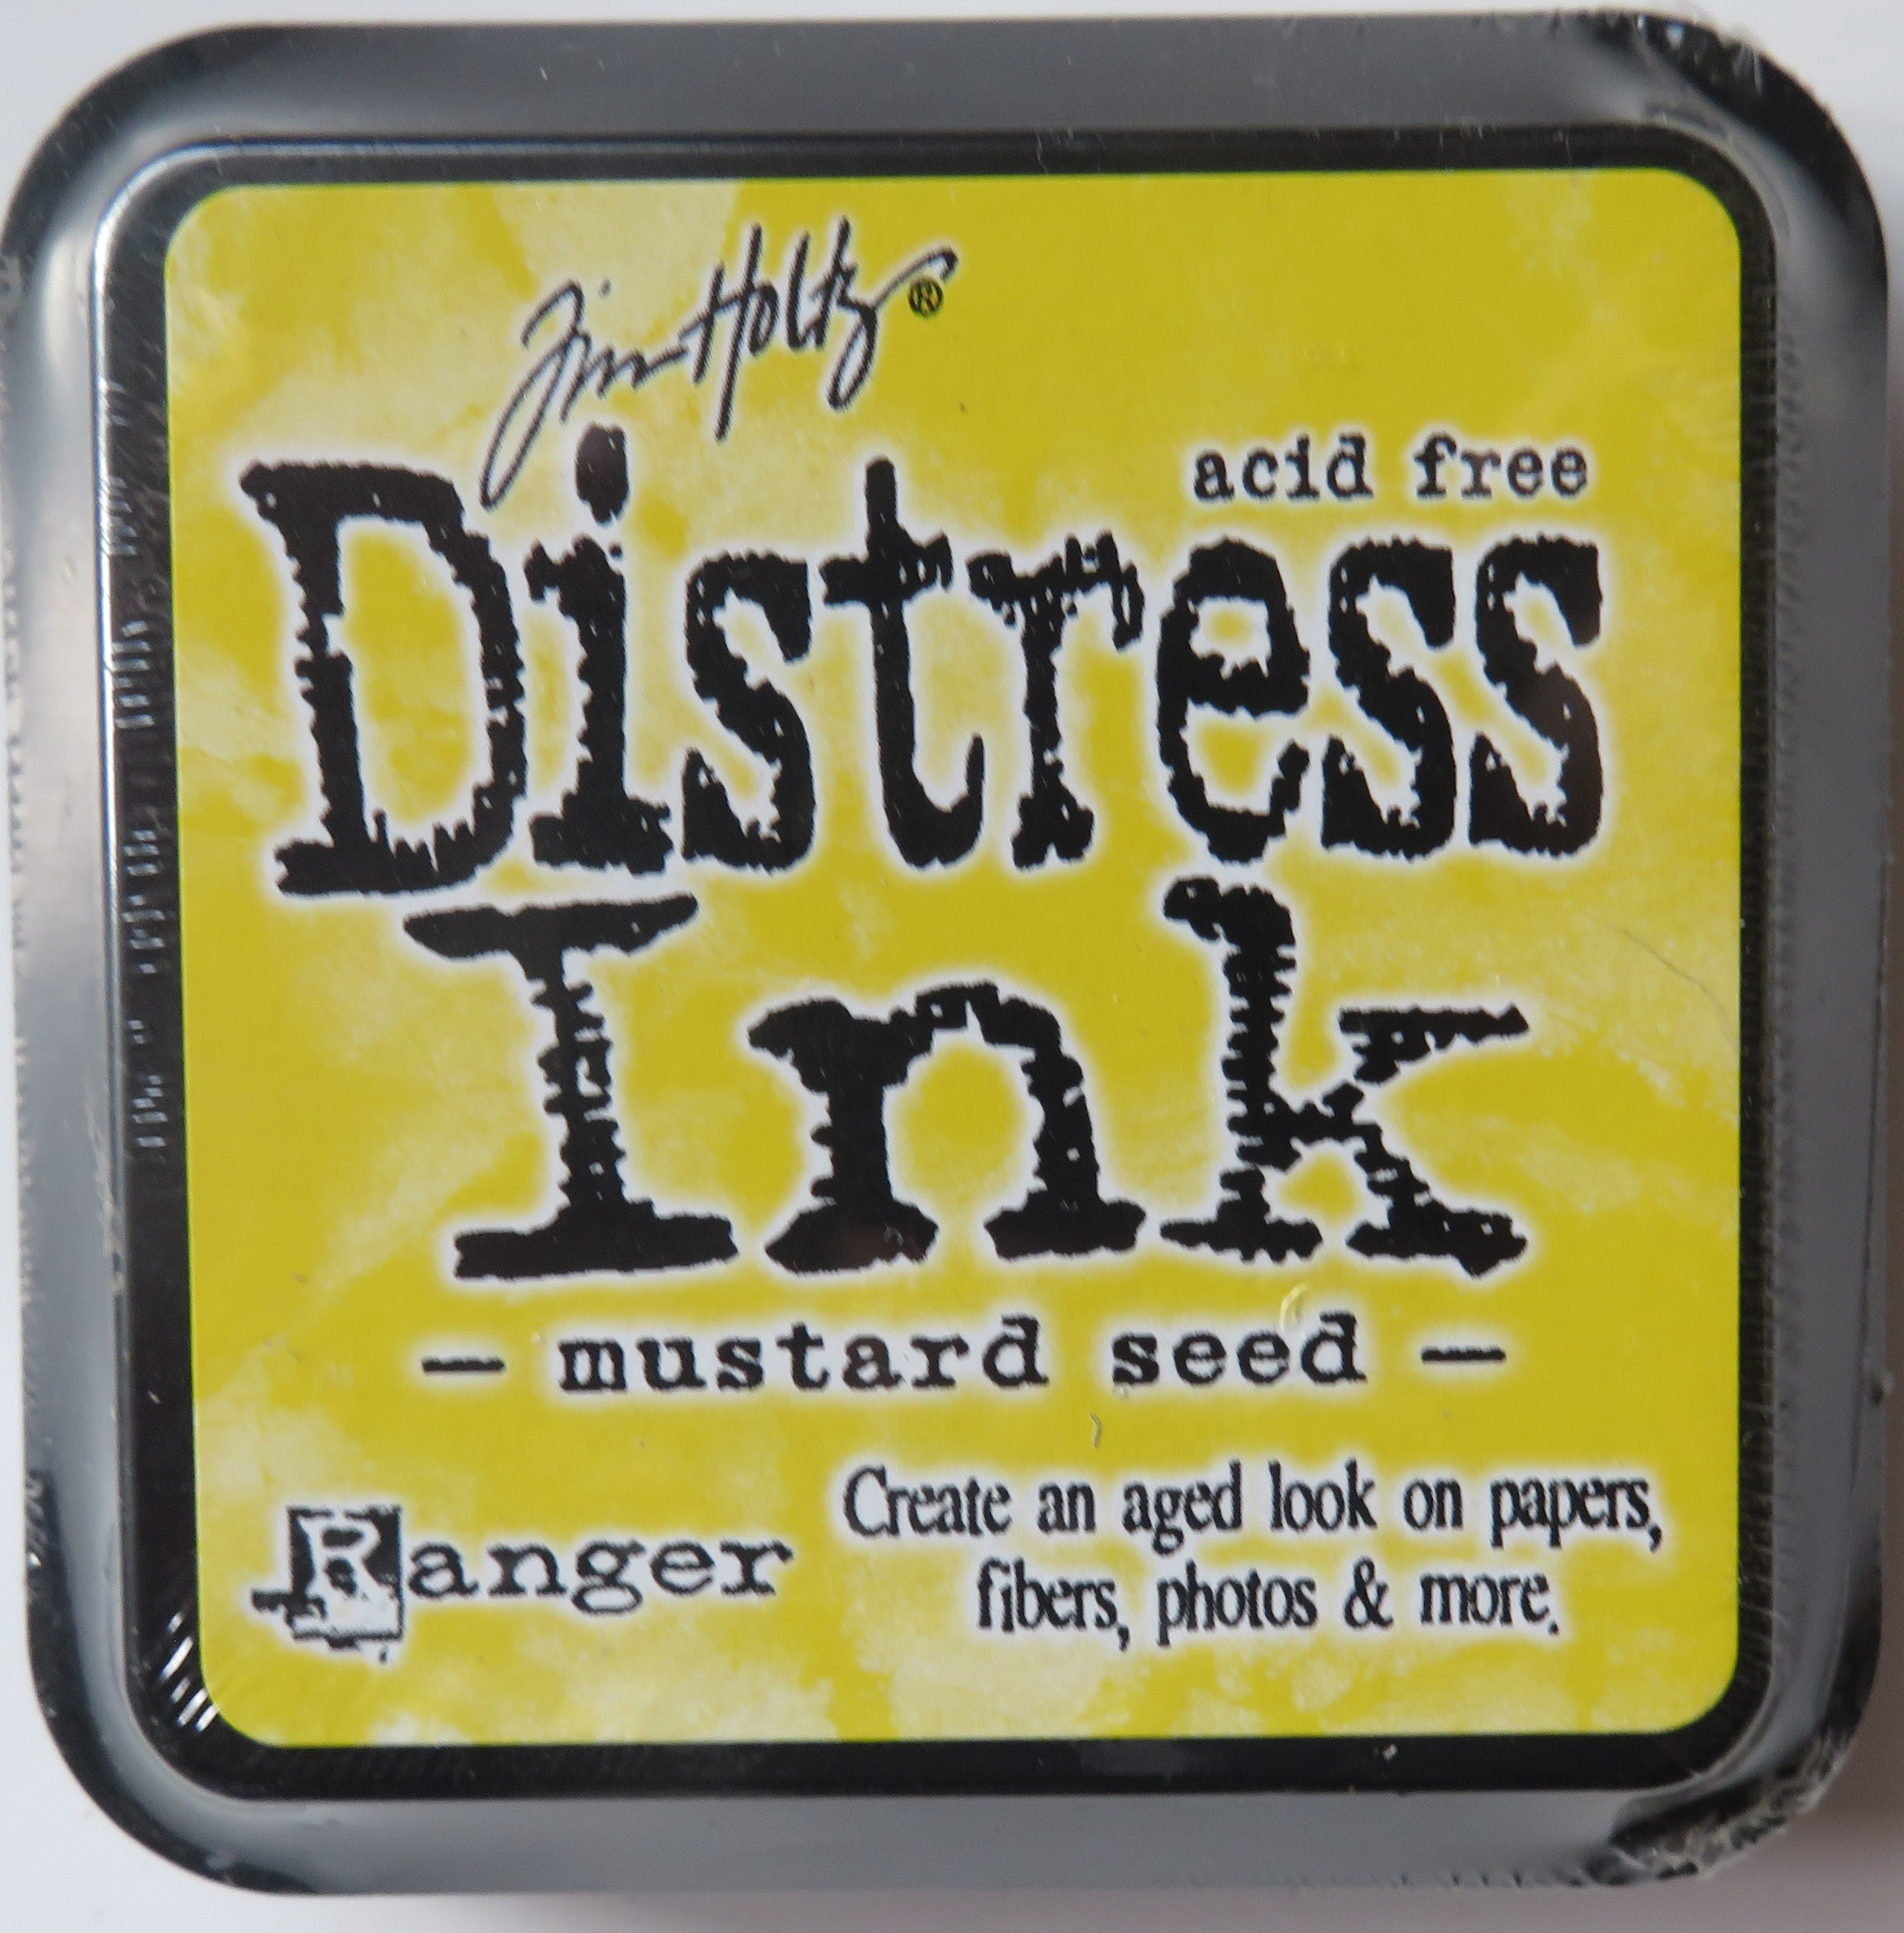 Tim Holtz®
acid free
Distress
Ink
— mustard seed —
Ranger
Create an aged look on papers,
fibers, photos & more.